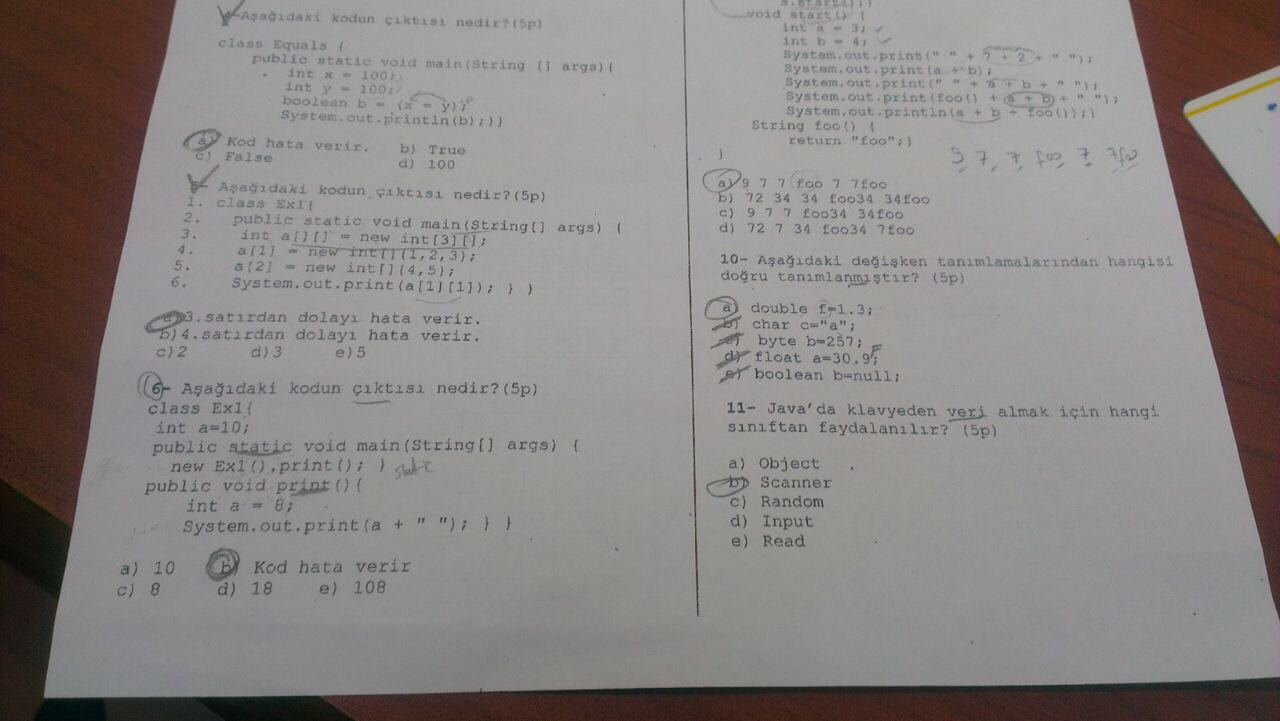 Aşağıdaki kodun çıktısı nedir?(5p)
class Equals {
public static void main(String [] args){
int x = 100;
int y = 100;
boolean b = (x = y);
System.out.println(b);}}
a) Kod hata verir. b) True
c) False d) 100
5- Aşağıdaki kodun çıktısı nedir?(5p)
1. class Ex1{
2. public static void main(String[] args) {
3. int a[][] = new int[3][];
4. a[1] = new int[]{1,2,3};
5. a[2] = new int[]{4,5};
6. System.out.print(a[1][1]); } }
a)3.satırdan dolayı hata verir.
b)4.satırdan dolayı hata verir.
c)2 d)3 e)5
6- Aşağıdaki kodun çıktısı nedir?(5p)
class Ex1{
int a=10;
public static void main(String[] args) {
new Ex1().print(); } static
public void print(){
int a = 8;
System.out.print(a + " "); } }
a) 10 b) Kod hata verir
c) 8 d) 18 e) 108
s.start();}
void start() {
int a = 3;
int b = 4;
System.out.print(" " + 7 + 2 + " ");
System.out.print(a + b);
System.out.print(" " + a + b + " ");
System.out.print(foo() + a + b + " ");
System.out.println(a + b + foo());}
String foo() {
return "foo";}
}
9 7, 7 foo 7 7foo
a) 9 7 7 foo 7 7foo
b) 72 34 34 foo34 34foo
c) 9 7 7 foo34 34foo
d) 72 7 34 foo34 7foo
10- Aşağıdaki değişken tanımlamalarından hangisi
doğru tanımlanmıştır? (5p)
a) double f=1.3;
b) char c="a";
c) byte b=257;
d) float a=30.9; F
e) boolean b=null;
11- Java'da klavyeden veri almak için hangi
sınıftan faydalanılır? (5p)
a) Object
b) Scanner
c) Random
d) Input
e) Read